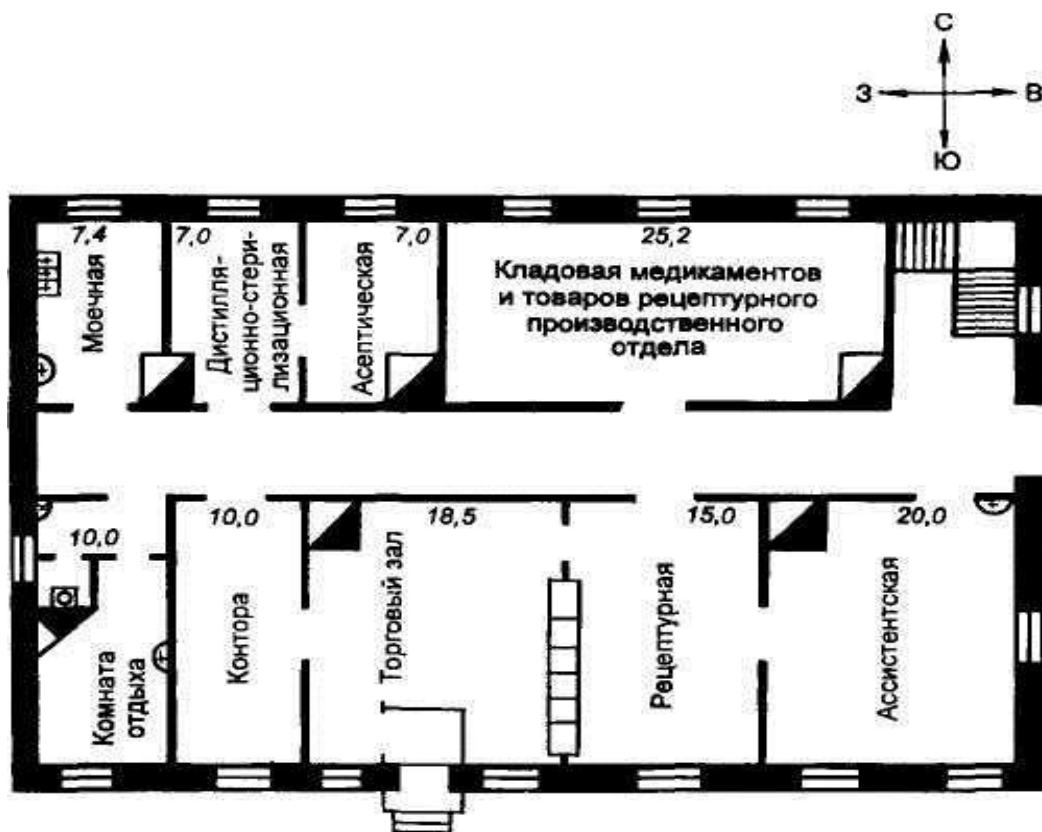 С
З В
Ю
7,4
7,0
7,0
25,2
Моечная
Дистилля-
ционно-стери-
лизационная
Асептическая
Кладовая медикаментов
и товаров рецептурного
производственного
отдела
10,0
10,0
18,5
15,0
20,0
Комната
отдыха
Контора
Торговый зал
Рецептурная
Ассистентская